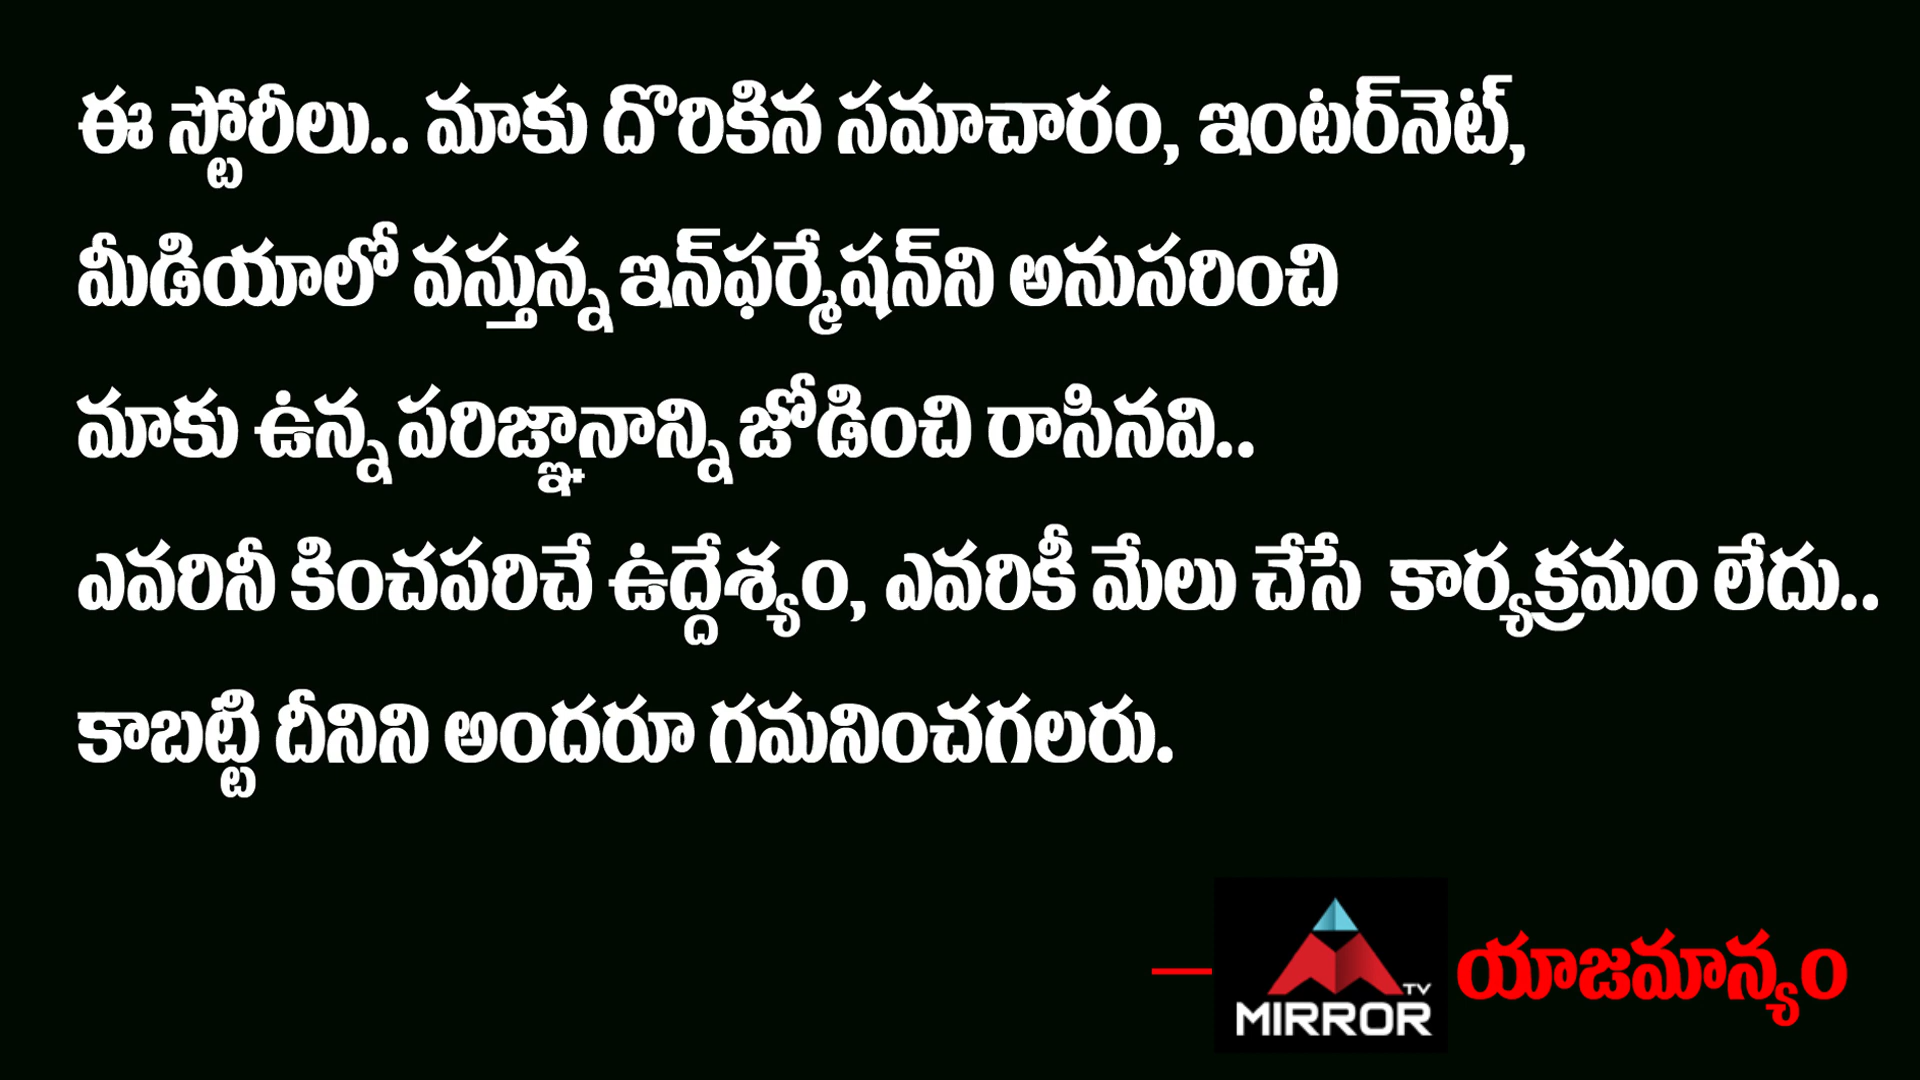 ఈ స్టోరీలు.. మాకు దొరికిన సమాచారం, ఇంటర్‌నెట్,
మీడియాలో వస్తున్న ఇన్‌ఫర్మేషన్‌ని అనుసరించి
మాకు ఉన్న పరిజ్ఞానాన్ని జోడించి రాసినవి..
ఎవరినీ కించపరిచే ఉద్దేశ్యం, ఎవరికీ మేలు చేసే కార్యక్రమం లేదు..
కాబట్టి దీనిని అందరూ గమనించగలరు.
— MIRROR TV యాజమాన్యం